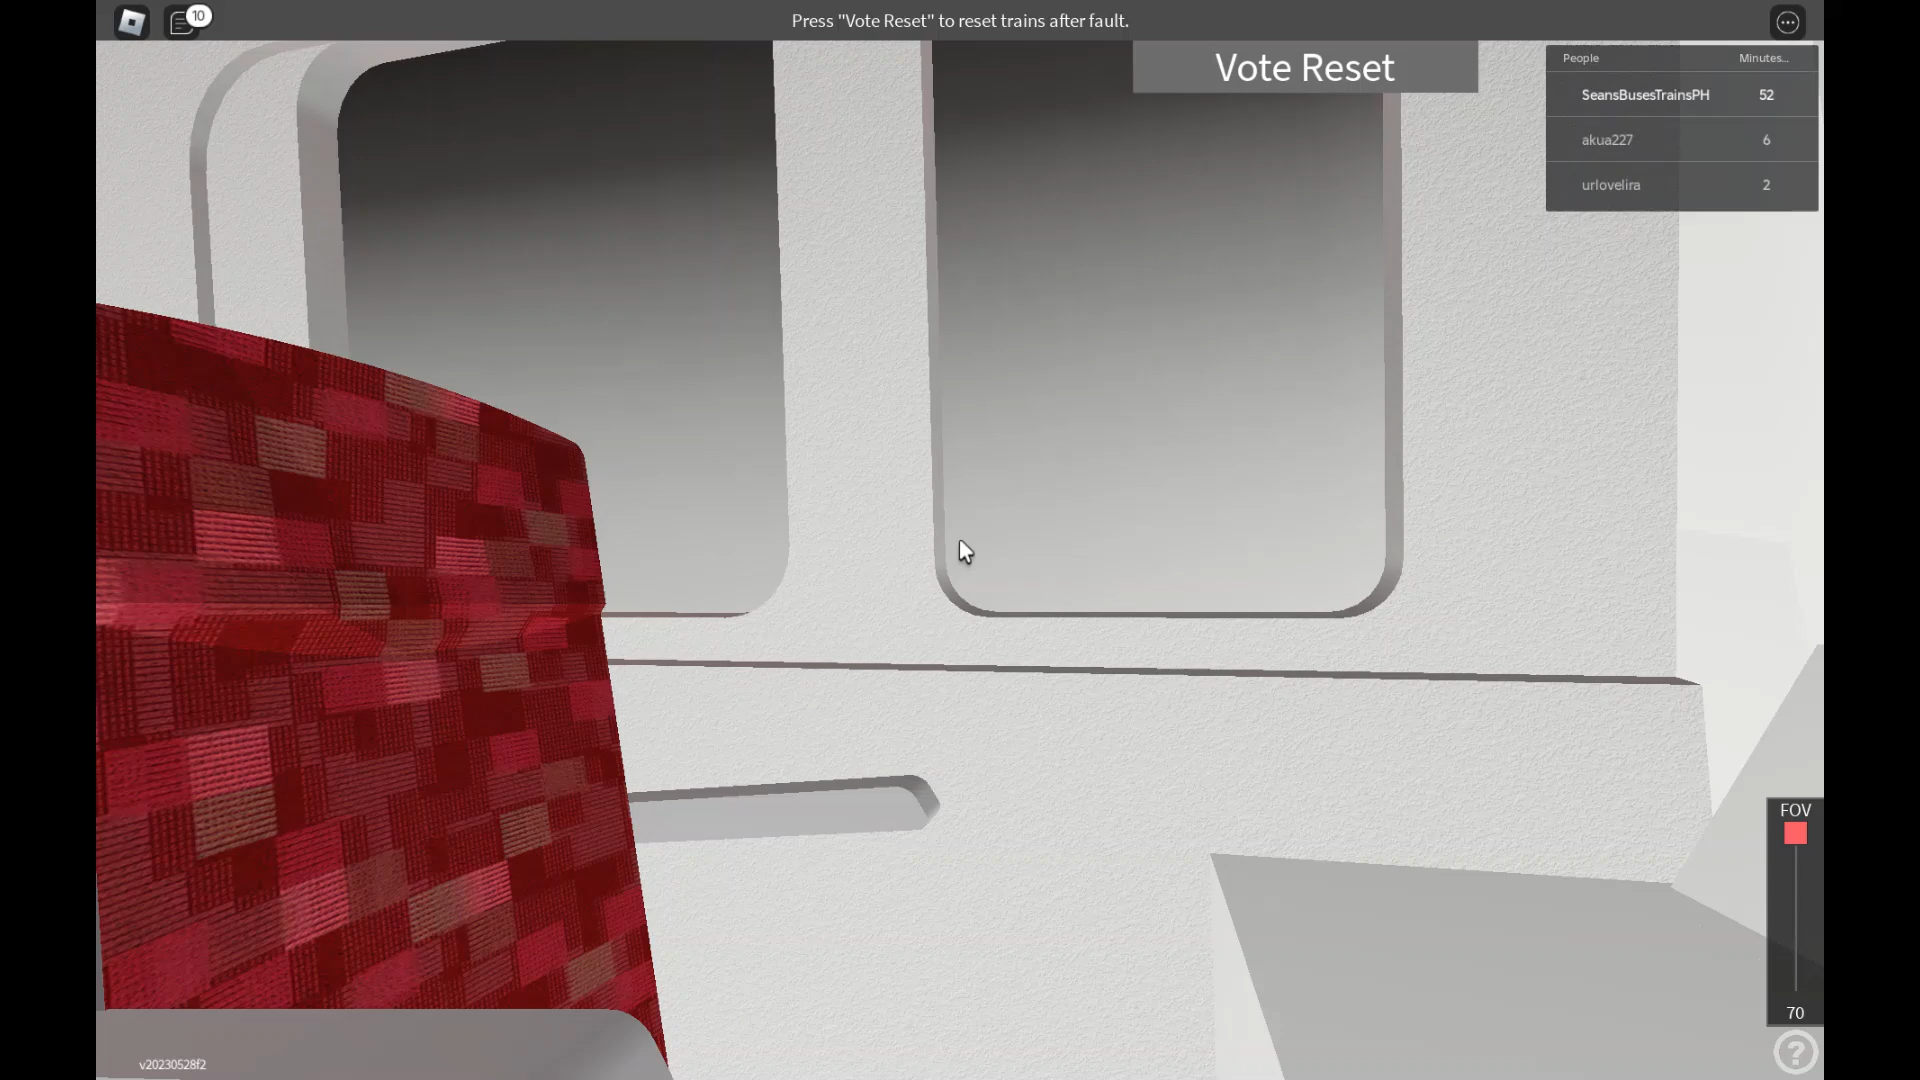 10
Press "Vote Reset" to reset trains after fault.
Vote Reset
People Minutes...
SeansBusesTrainsPH 52
akua227 6
urlovelira 2
FOV
70
?
v20230528f2